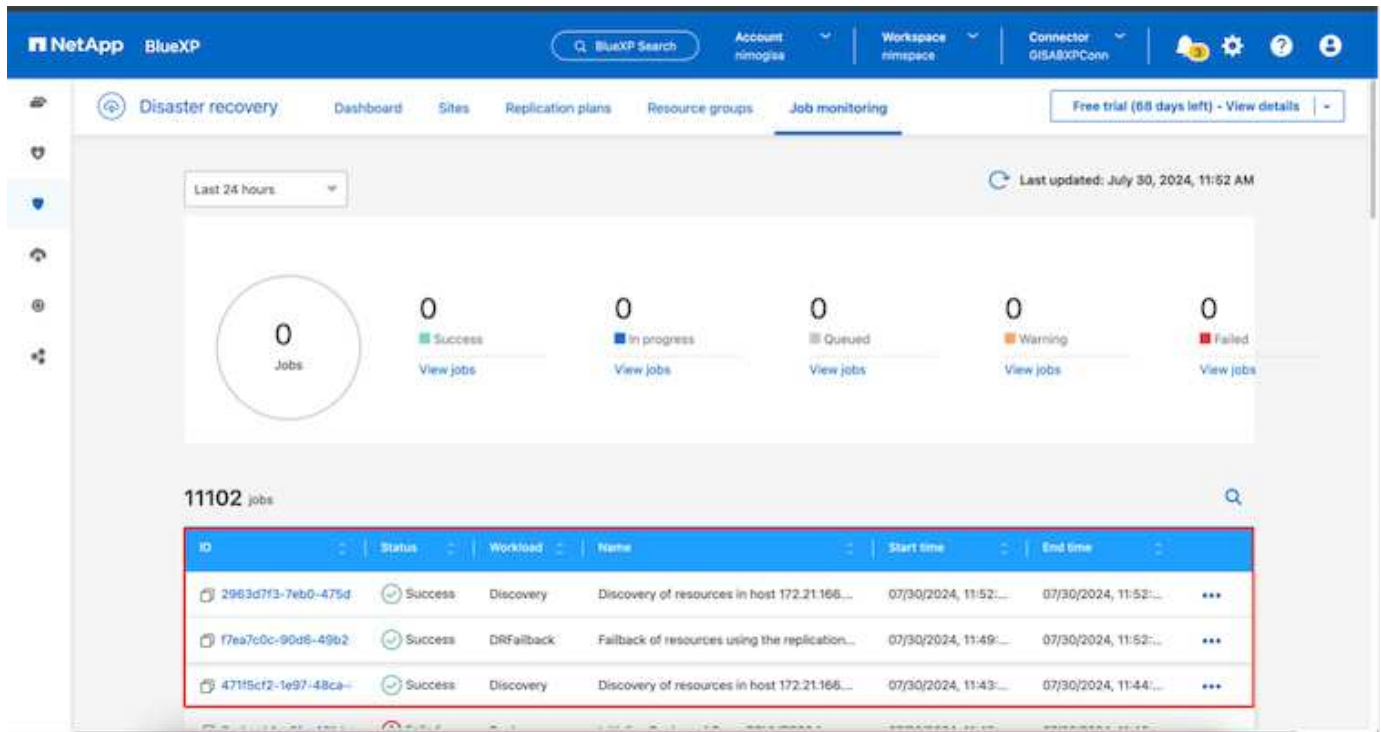 NetApp BlueXP BlueXP Search Account nimogisa Workspace nimspace Connector GISABXPConn
Disaster recovery Dashboard Sites Replication plans Resource groups Job monitoring Free trial (68 days left) - View details
Last 24 hours
Last updated: July 30, 2024, 11:52 AM
0 Jobs
0 Success View jobs
0 In progress View jobs
0 Queued View jobs
0 Warning View jobs
0 Failed View jobs
11102 jobs
ID Status Workload Name Start time End time
2963d7f3-7eb0-475d Success Discovery Discovery of resources in host 172.21.166.... 07/30/2024, 11:52:... 07/30/2024, 11:52:...
f7ea7c0c-90d6-49b2 Success DRFailback Failback of resources using the replication... 07/30/2024, 11:49:... 07/30/2024, 11:52:...
471f5cf2-1e97-48ca- Success Discovery Discovery of resources in host 172.21.166.... 07/30/2024, 11:43:... 07/30/2024, 11:44:...